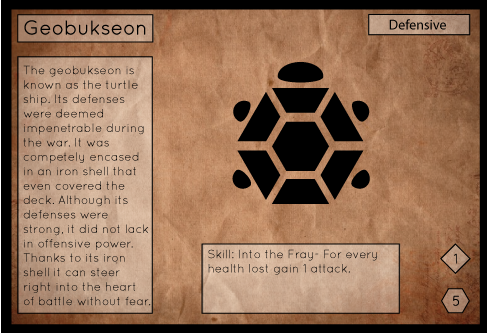 Geobukseon
Defensive
The geobukseon is
known as the turtle
ship. Its defenses
were deemed
impenetrable during
the war. It was
competely encased
in an iron shell that
even covered the
deck. Although its
defenses were
strong, it did not lack
in offensive power.
Thanks to its iron
shell it can steer
right into the heart
of battle without fear.
Skill: Into the Fray- For every
health lost gain 1 attack.
1
5